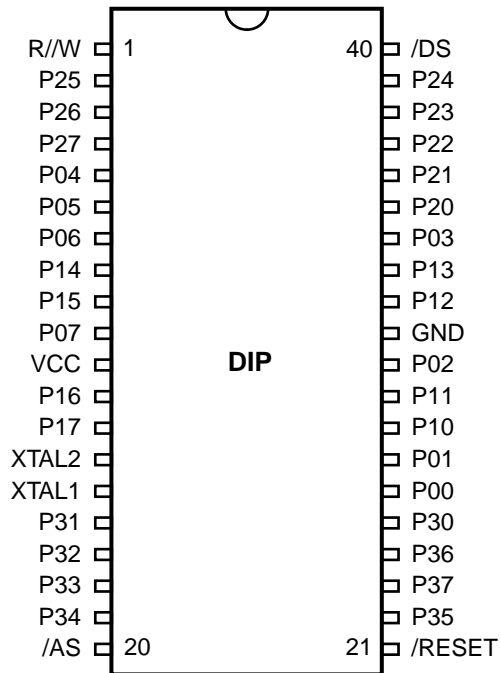 R//W 1 40 /DS
P25 P24
P26 P23
P27 P22
P04 P21
P05 P20
P06 P03
P14 P13
P15 P12
P07 GND
VCC DIP P02
P16 P11
P17 P10
XTAL2 P01
XTAL1 P00
P31 P30
P32 P36
P33 P37
P34 P35
/AS 20 21 /RESET